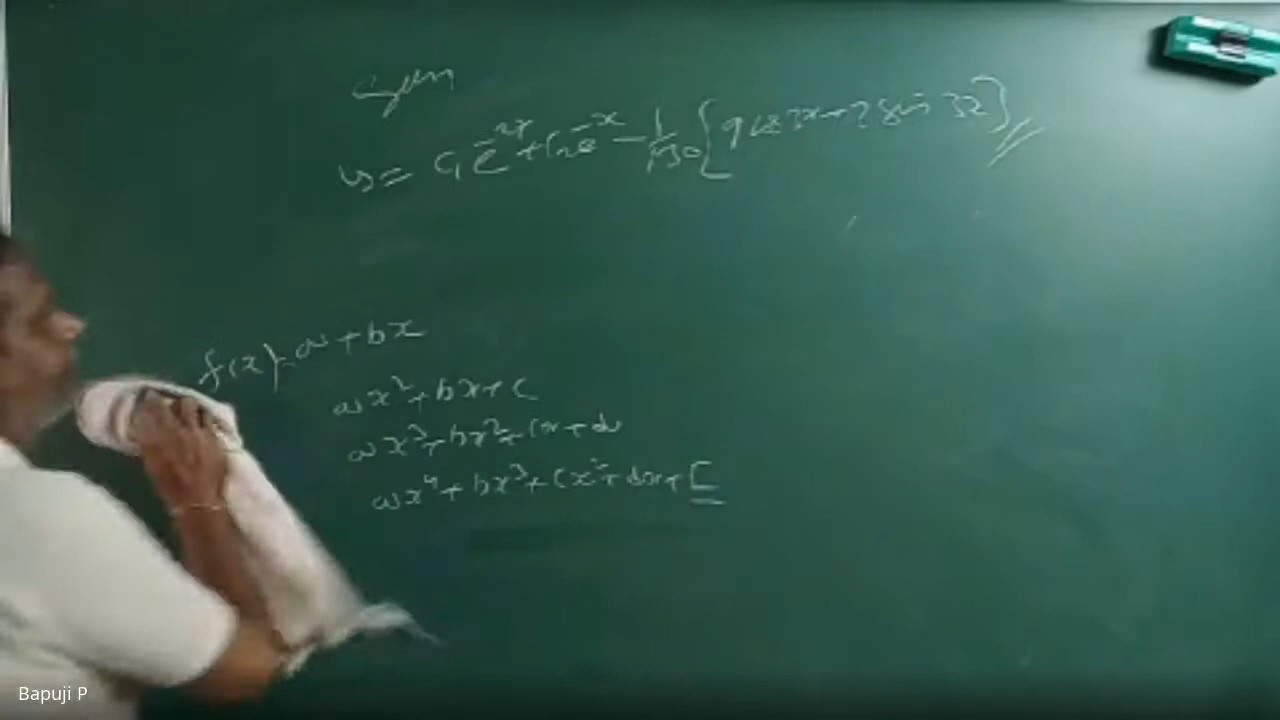 y = C₁e^{-2x} + C₂e^{-x} - 1/130 {9 cos 3x + 7 sin 3x} //
f(x) = a + bx
ax² + bx + c
ax³ + bx² + cx + d
ax⁴ + bx³ + cx² + dx + E
Bapuji P